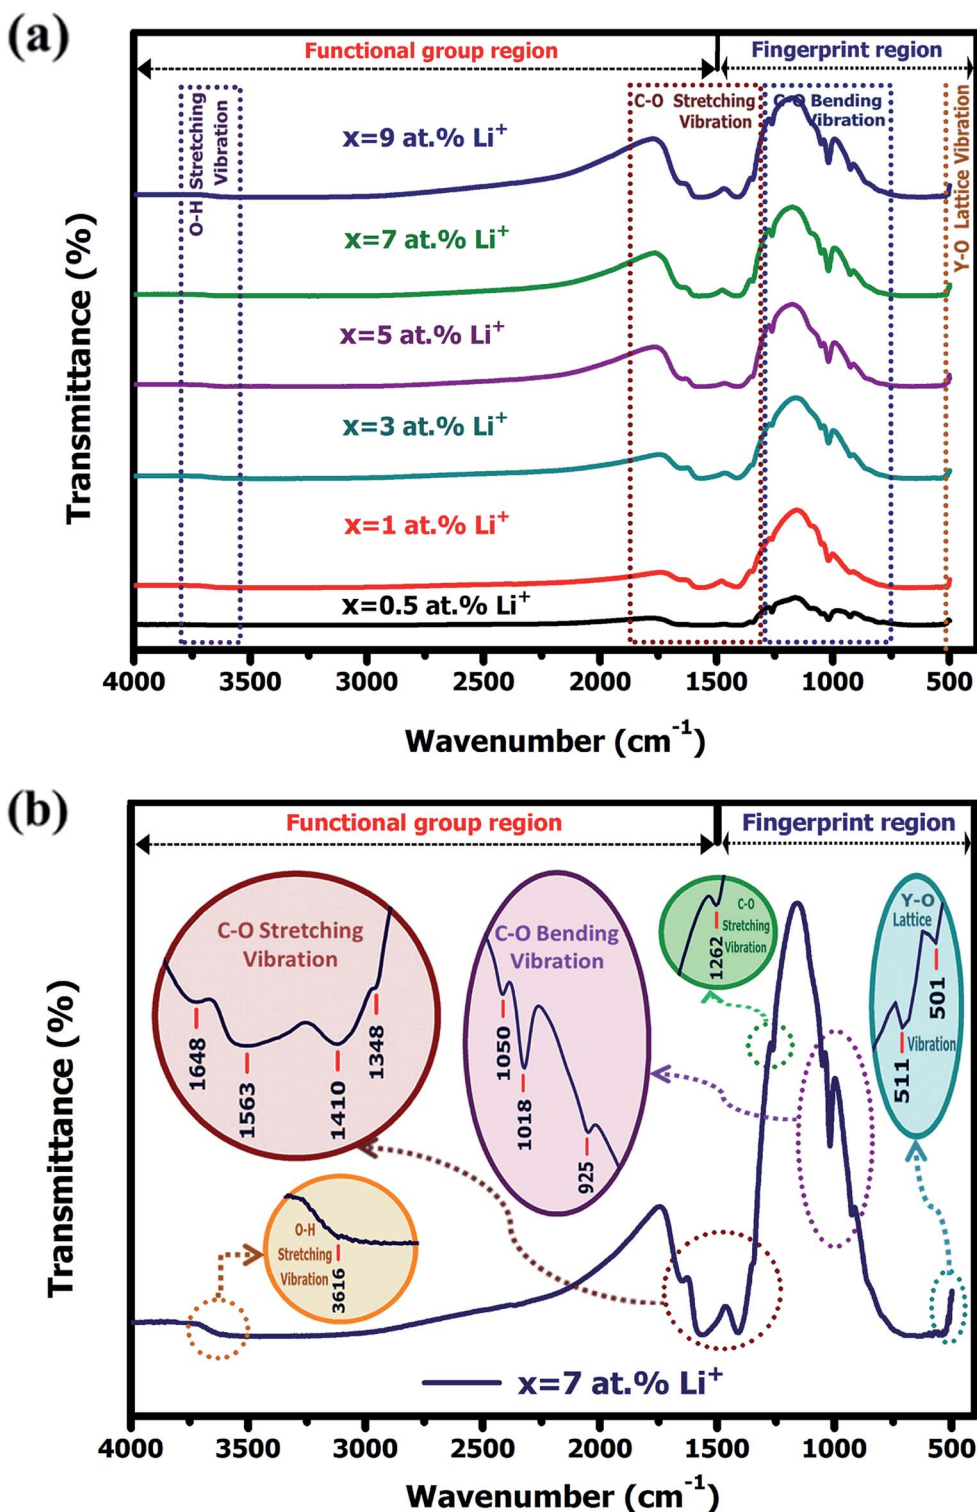 (a)
Functional group region
Fingerprint region
O-H Stretching
Vibration
C-O Stretching
Vibration
C-O Bending
Vibration
Y-O Lattice Vibration
x=9 at.% Li⁺
x=7 at.% Li⁺
x=5 at.% Li⁺
x=3 at.% Li⁺
x=1 at.% Li⁺
x=0.5 at.% Li⁺
Transmittance (%)
4000 3500 3000 2500 2000 1500 1000 500
Wavenumber (cm⁻¹)
(b)
Functional group region
Fingerprint region
C-O Stretching
Vibration
1648
1563
1410
1348
C-O Bending
Vibration
1050
1018
925
C-O
Stretching
Vibration
1262
Y-O
Lattice
501
Vibration
511
O-H
Stretching
Vibration
3616
x=7 at.% Li⁺
Transmittance (%)
4000 3500 3000 2500 2000 1500 1000 500
Wavenumber (cm⁻¹)